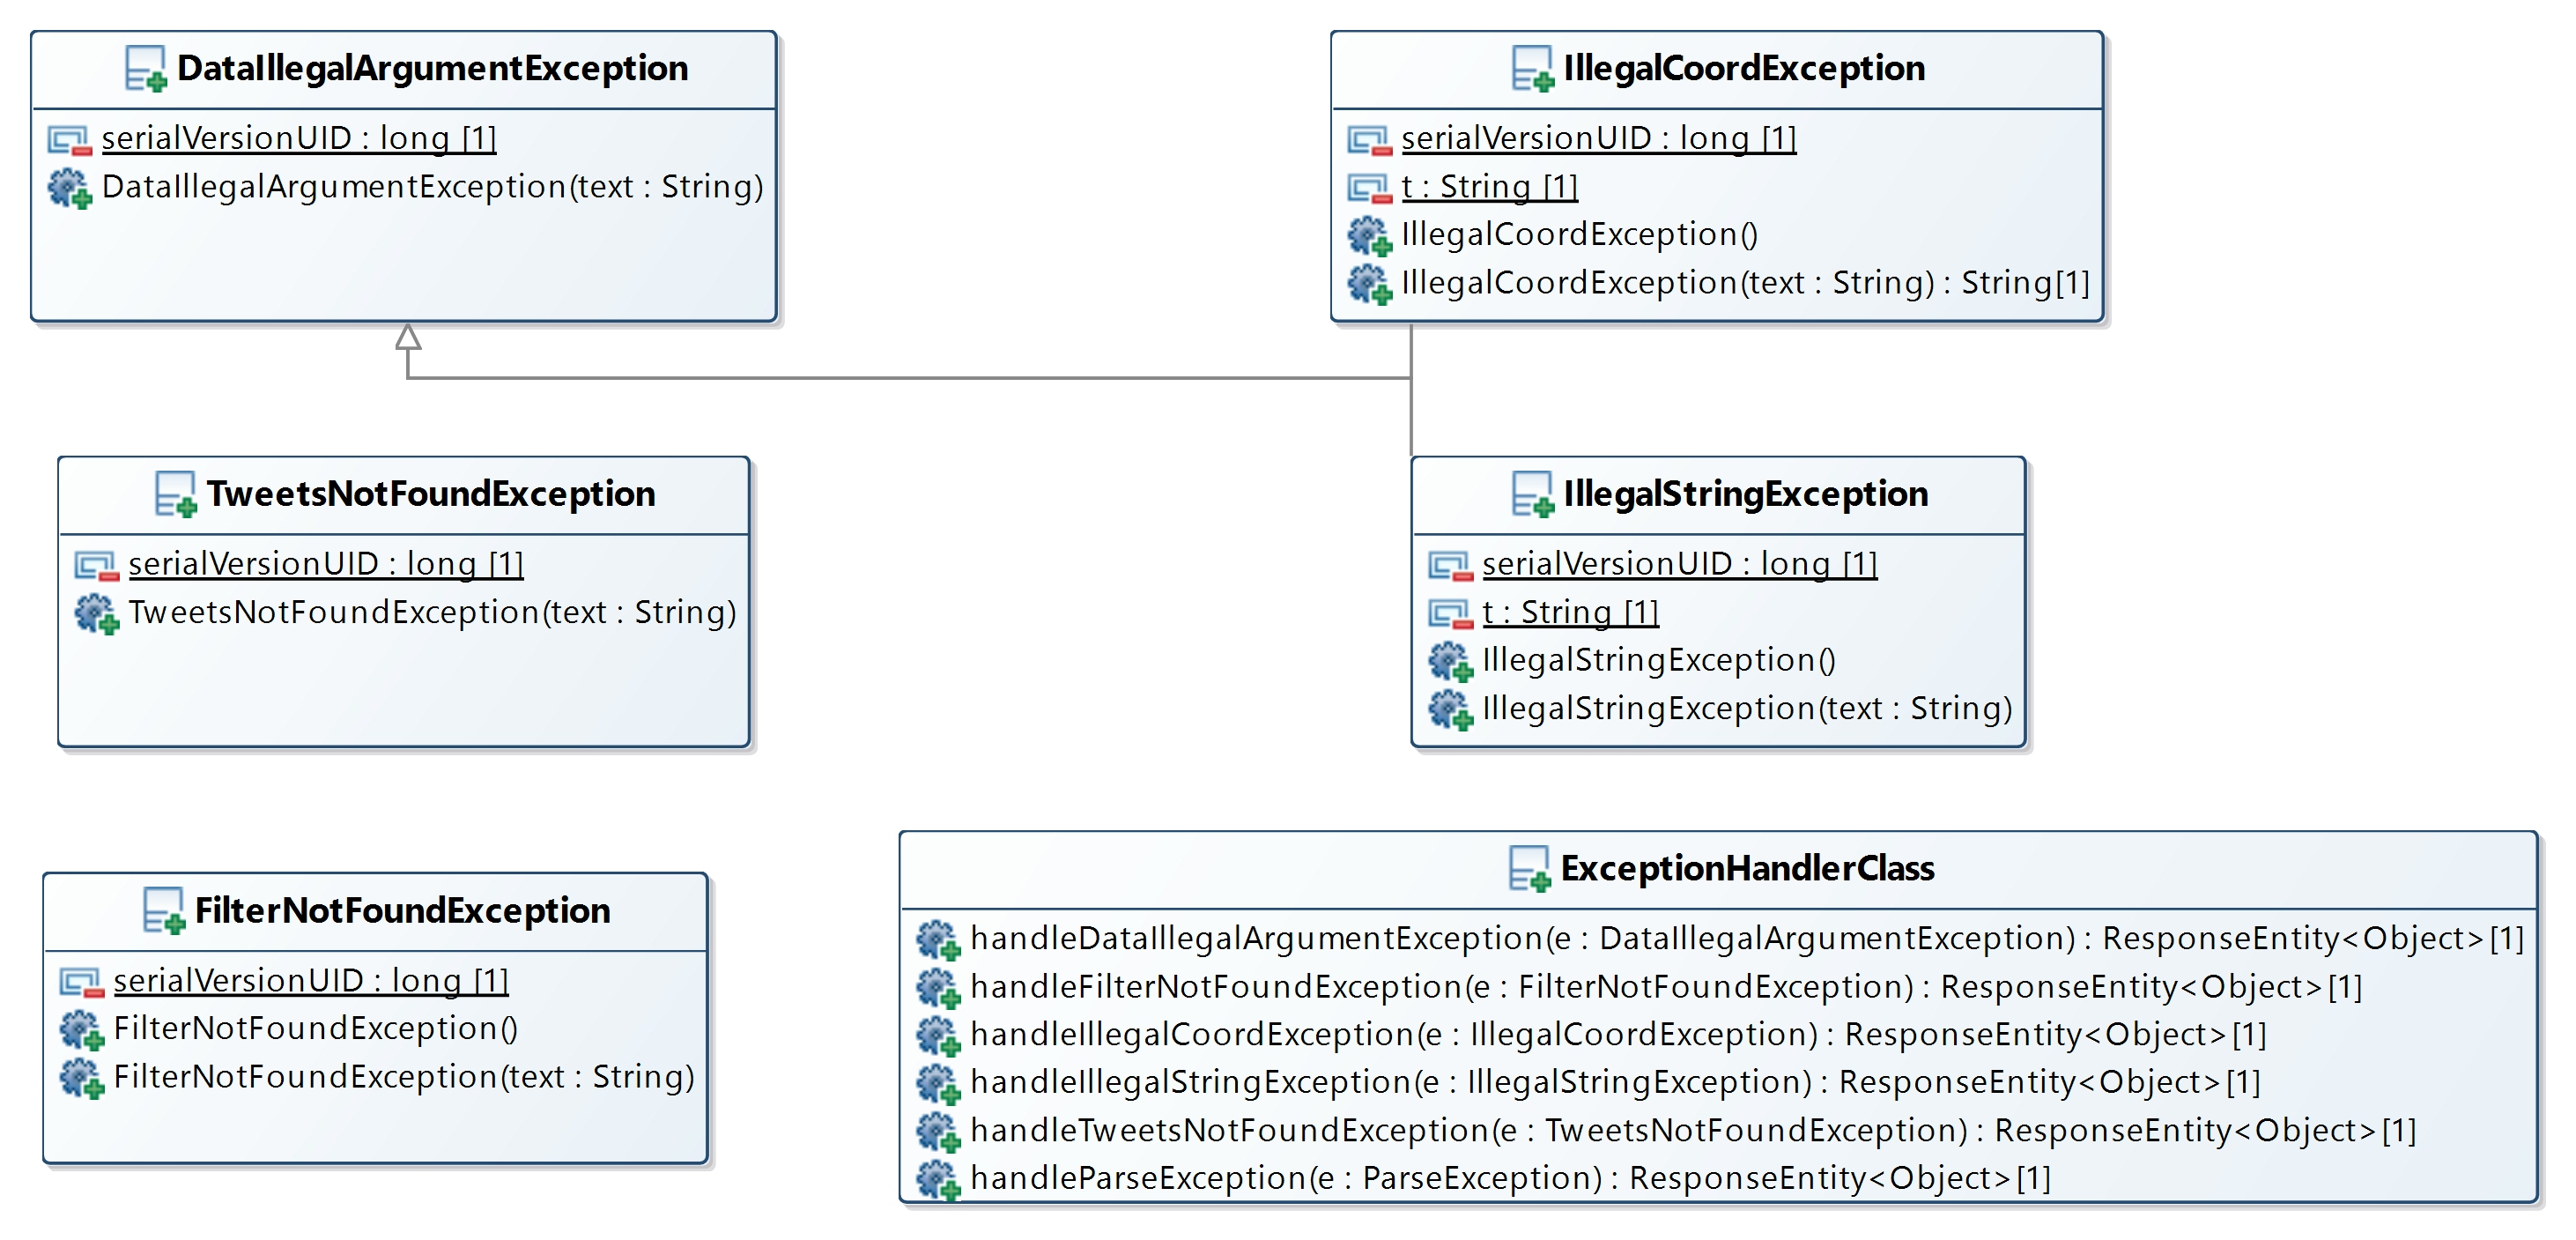 DataIllegalArgumentException
serialVersionUID : long [1]
DataIllegalArgumentException(text : String)
IllegalCoordException
serialVersionUID : long [1]
t : String [1]
IllegalCoordException()
IllegalCoordException(text : String) : String[1]
TweetsNotFoundException
serialVersionUID : long [1]
TweetsNotFoundException(text : String)
IllegalStringException
serialVersionUID : long [1]
t : String [1]
IllegalStringException()
IllegalStringException(text : String)
FilterNotFoundException
serialVersionUID : long [1]
FilterNotFoundException()
FilterNotFoundException(text : String)
ExceptionHandlerClass
handleDataIllegalArgumentException(e : DataIllegalArgumentException) : ResponseEntity<Object>[1]
handleFilterNotFoundException(e : FilterNotFoundException) : ResponseEntity<Object>[1]
handleIllegalCoordException(e : IllegalCoordException) : ResponseEntity<Object>[1]
handleIllegalStringException(e : IllegalStringException) : ResponseEntity<Object>[1]
handleTweetsNotFoundException(e : TweetsNotFoundException) : ResponseEntity<Object>[1]
handleParseException(e : ParseException) : ResponseEntity<Object>[1]